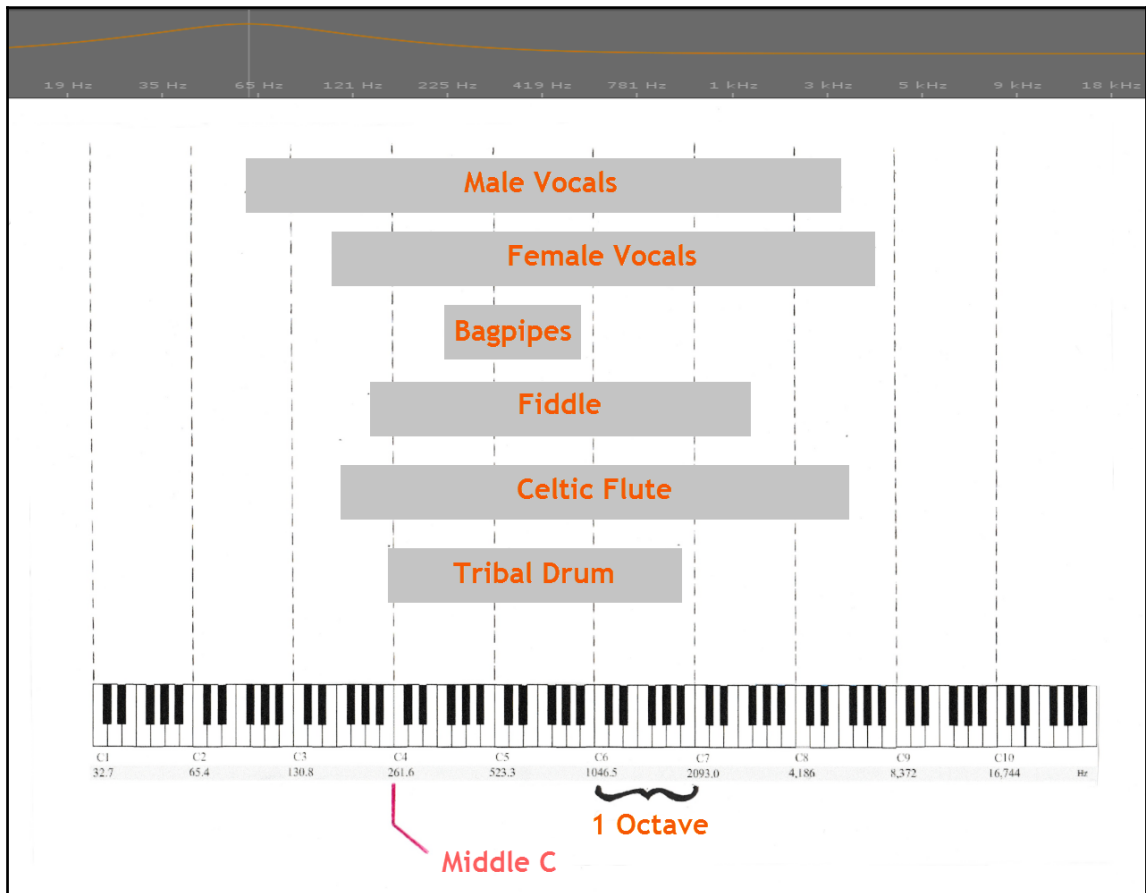 19 Hz 35 Hz 65 Hz 121 Hz 225 Hz 419 Hz 781 Hz 1 kHz 3 kHz 5 kHz 9 kHz 18 kHz
Male Vocals
Female Vocals
Bagpipes
Fiddle
Celtic Flute
Tribal Drum
C1 C2 C3 C4 C5 C6 C7 C8 C9 C10
32.7 65.4 130.8 261.6 523.3 1046.5 2093.0 4,186 8,372 16,744 Hz
1 Octave
Middle C